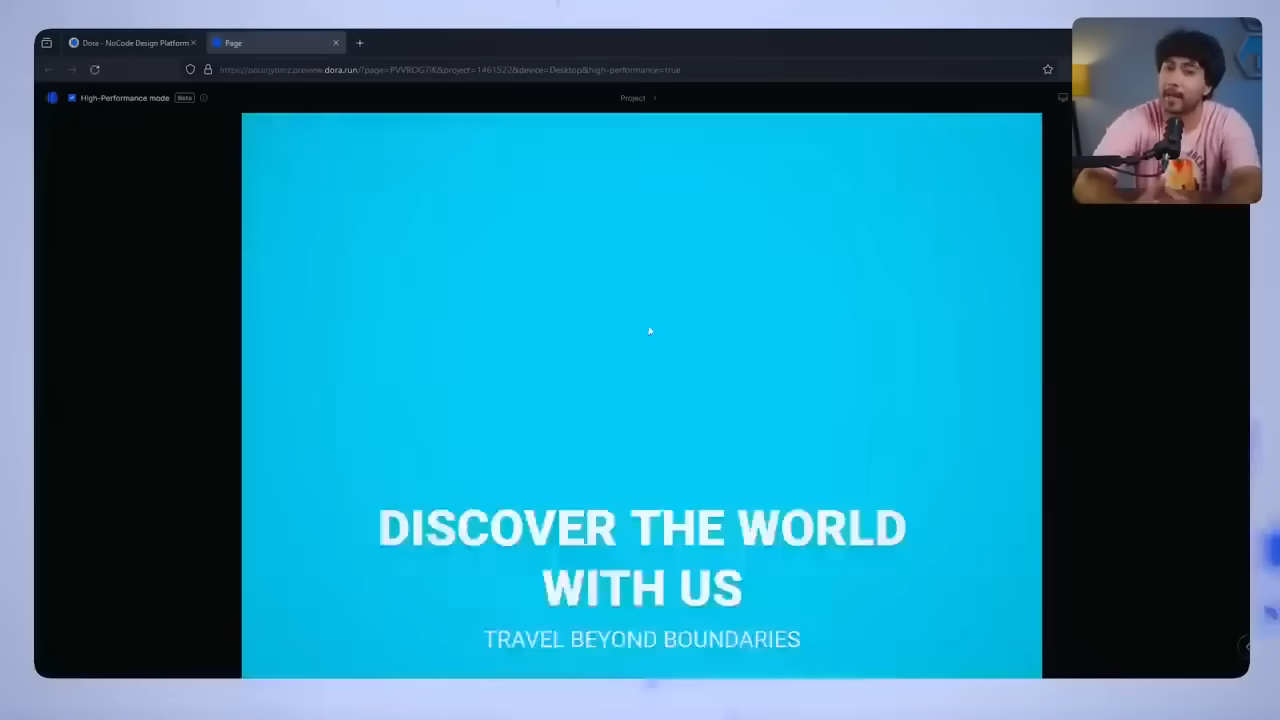 Dora - NoCode Design Platform
Page
High-Performance mode
Beta
Project
DISCOVER THE WORLD
WITH US
TRAVEL BEYOND BOUNDARIES